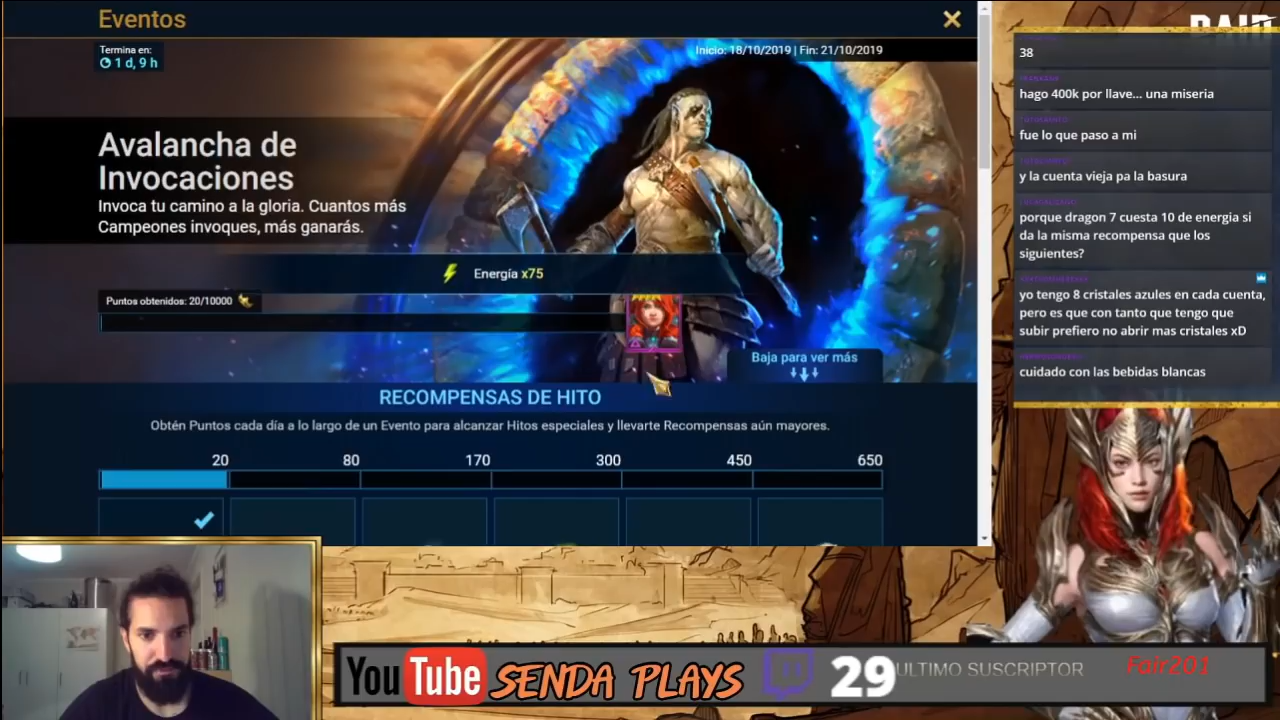 Eventos
Termina en:
1 d, 9 h
Inicio: 18/10/2019 | Fin: 21/10/2019
Avalancha de
Invocaciones
Invoca tu camino a la gloria. Cuantos más
Campeones invoques, más ganarás.
Energía x75
Puntos obtenidos: 20/10000
Baja para ver más
RECOMPENSAS DE HITO
Obtén Puntos cada día a lo largo de un Evento para alcanzar Hitos especiales y llevarte Recompensas aún mayores.
20 80 170 300 450 650
RAID
38
hago 400k por llave... una miseria
fue lo que paso a mi
y la cuenta vieja pa la basura
porque dragon 7 cuesta 10 de energia si
da la misma recompensa que los
siguientes?
yo tengo 8 cristales azules en cada cuenta,
pero es que con tanto que tengo que
subir prefiero no abrir mas cristales xD
cuidado con las bebidas blancas
YouTube SENDA PLAYS 29 ULTIMO SUSCRIPTOR Fair201